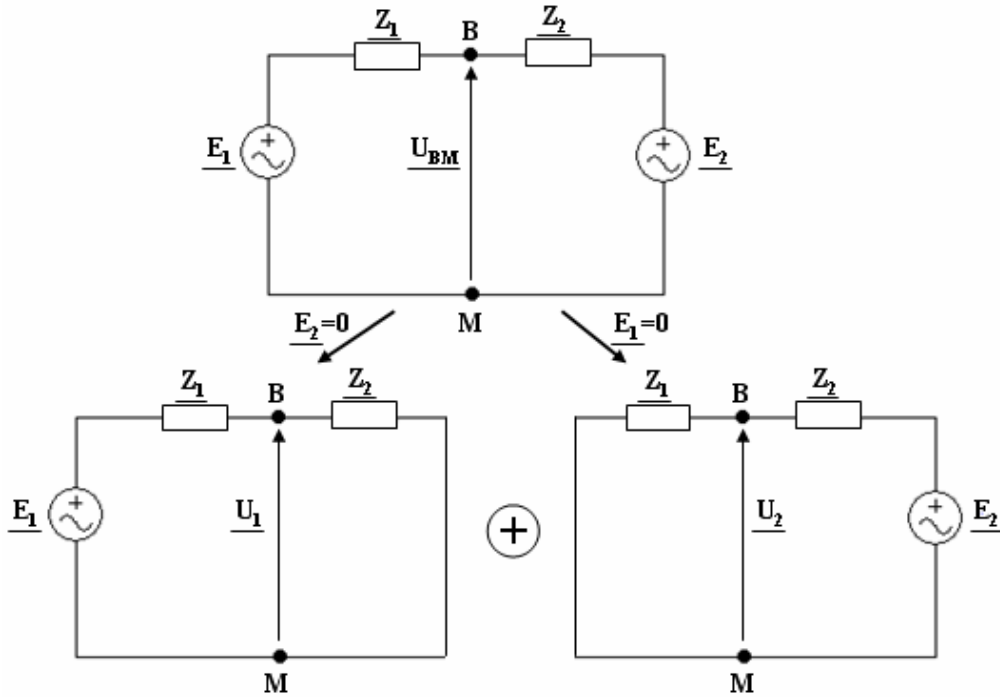 Z1 B Z2
+ +
E1 UBM E2
M
E2=0 E1=0
Z1 B Z2 Z1 B Z2
+ +
E1 U1 + U2 E2
M M